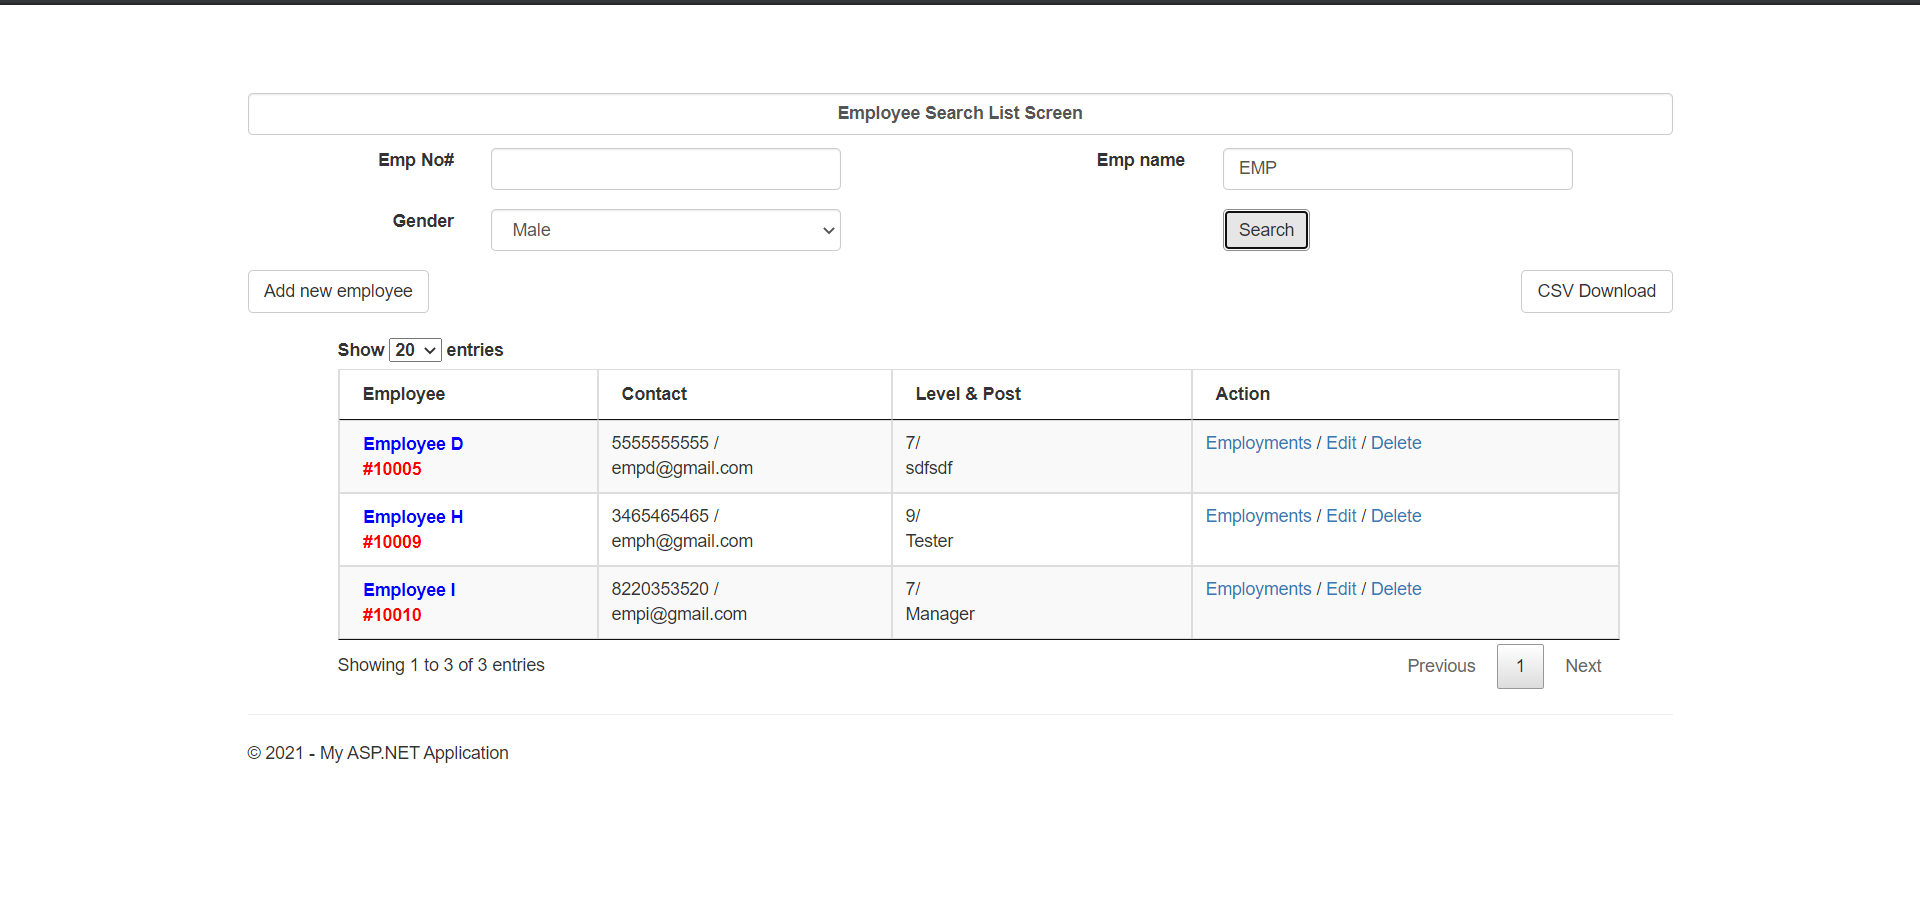 Employee Search List Screen
Emp No# Emp name EMP
Gender Male Search
Add new employee CSV Download
Show 20 entries
Employee Contact Level & Post Action
Employee D 5555555555 / 7/ Employments / Edit / Delete
#10005 empd@gmail.com sdfsdf
Employee H 3465465465 / 9/ Employments / Edit / Delete
#10009 emph@gmail.com Tester
Employee I 8220353520 / 7/ Employments / Edit / Delete
#10010 empi@gmail.com Manager
Showing 1 to 3 of 3 entries Previous 1 Next
© 2021 - My ASP.NET Application